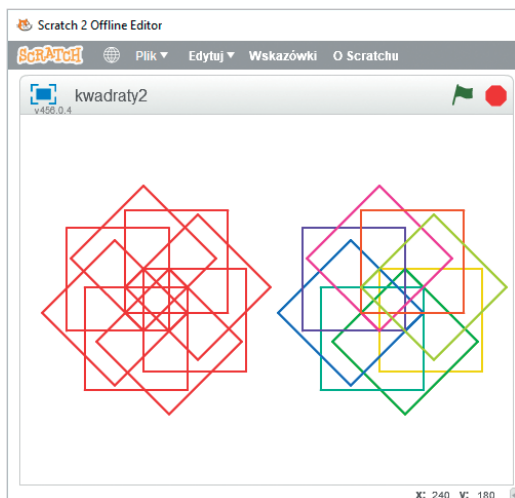 Scratch 2 Offline Editor
SCRATCH Plik Edytuj Wskazówki O Scratchu
kwadraty2
v456.0.4
x: 240 y: 180